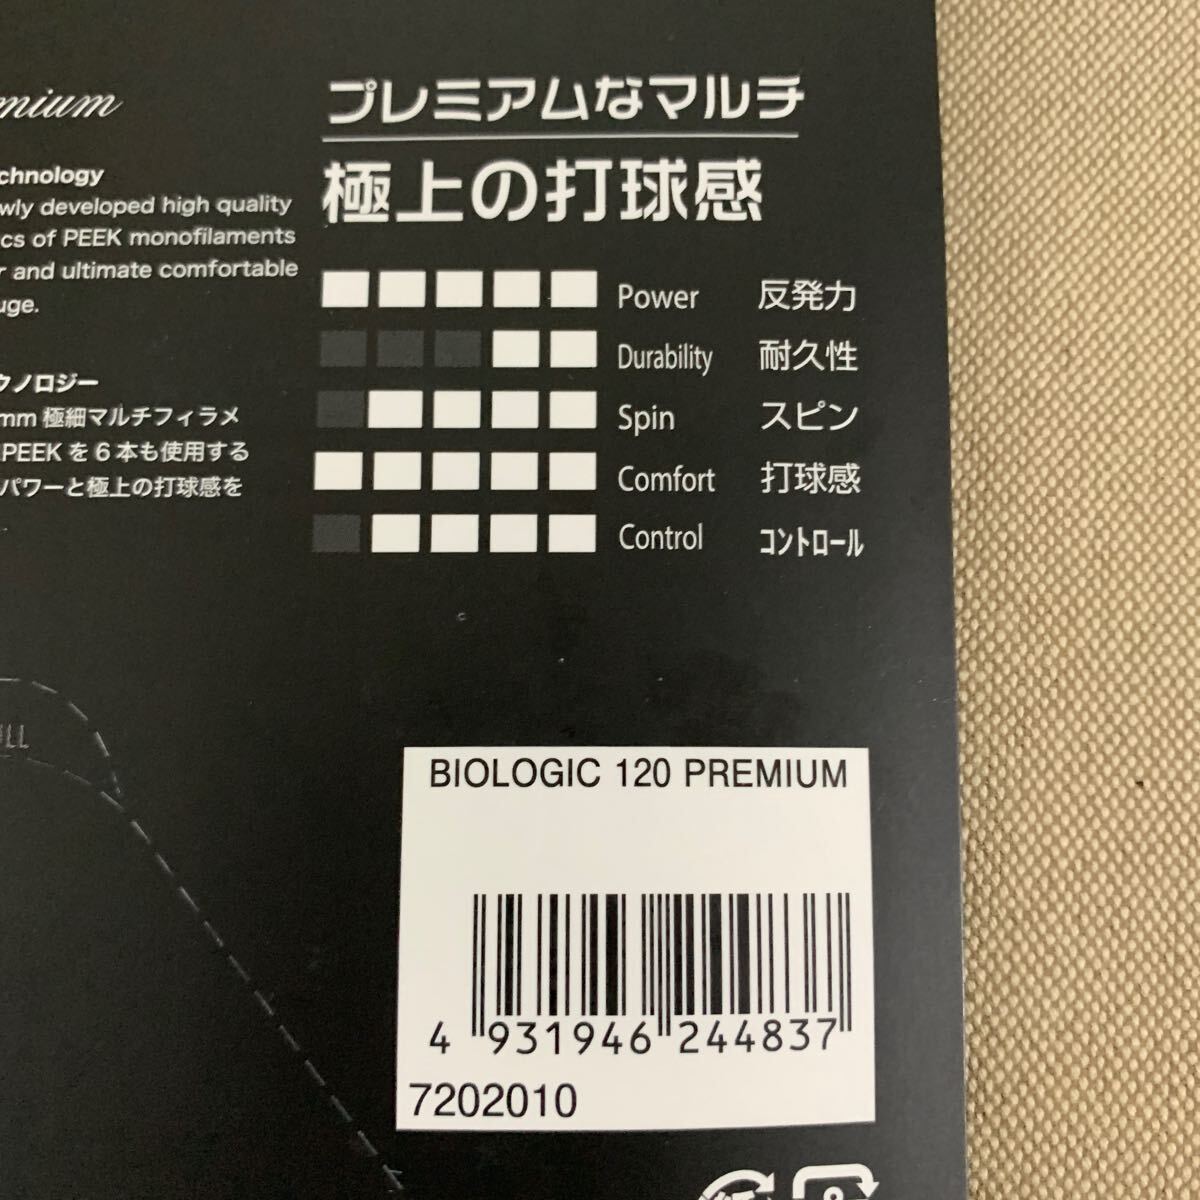 プレミアムなマルチ
極上の打球感
high quality
wly developed high quality
cs of PEEK monofilaments
r and ultimate comfortable
uge.
クノロジー
mm 極細マルチフィラメ
PEEK を 6 本も使用する
パワーと極上の打球感を
Power 反発力
Durability 耐久性
Spin スピン
Comfort 打球感
Control コントロール
BIOLOGIC 120 PREMIUM
4 931946 244837
7202010